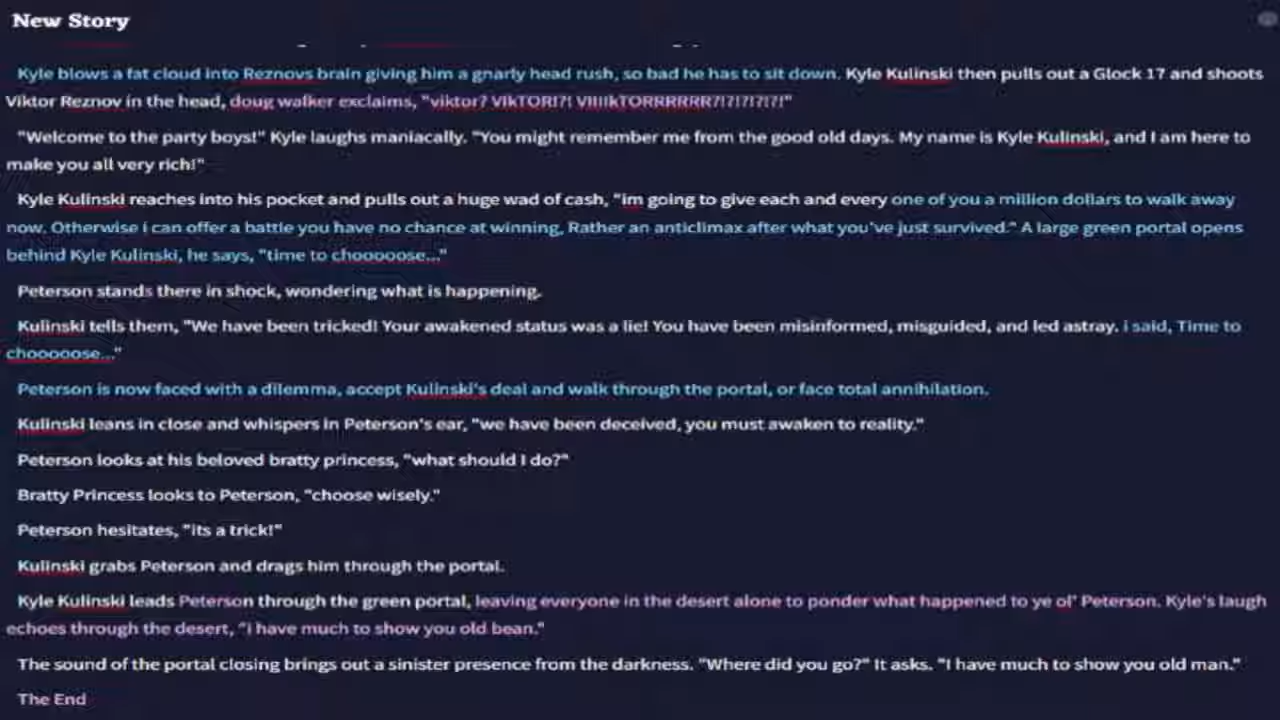 New Story
Kyle blows a fat cloud into Reznovs brain giving him a gnarly head rush, so bad he has to sit down. Kyle Kulinski then pulls out a Glock 17 and shoots
Viktor Reznov in the head, doug walker exclaims, "viktor? VikTOR!?! VIIIIkTORRRRRR?!?!?!?!?!"
"Welcome to the party boys!" Kyle laughs maniacally. "You might remember me from the good old days. My name is Kyle Kulinski, and I am here to
make you all very rich!"
Kyle Kulinski reaches into his pocket and pulls out a huge wad of cash, "im going to give each and every one of you a million dollars to walk away
now. Otherwise i can offer a battle you have no chance at winning, Rather an anticlimax after what you've just survived." A large green portal opens
behind Kyle Kulinski, he says, "time to chooooose..."
Peterson stands there in shock, wondering what is happening.
Kulinski tells them, "We have been tricked! Your awakened status was a lie! You have been misinformed, misguided, and led astray. i said, Time to
chooooose..."
Peterson is now faced with a dilemma, accept Kulinski's deal and walk through the portal, or face total annihilation.
Kulinski leans in close and whispers in Peterson's ear, "we have been deceived, you must awaken to reality."
Peterson looks at his beloved bratty princess, "what should I do?"
Bratty Princess looks to Peterson, "choose wisely."
Peterson hesitates, "its a trick!"
Kulinski grabs Peterson and drags him through the portal.
Kyle Kulinski leads Peterson through the green portal, leaving everyone in the desert alone to ponder what happened to ye ol' Peterson. Kyle's laugh
echoes through the desert, "i have much to show you old bean."
The sound of the portal closing brings out a sinister presence from the darkness. "Where did you go?" It asks. "I have much to show you old man."
The End